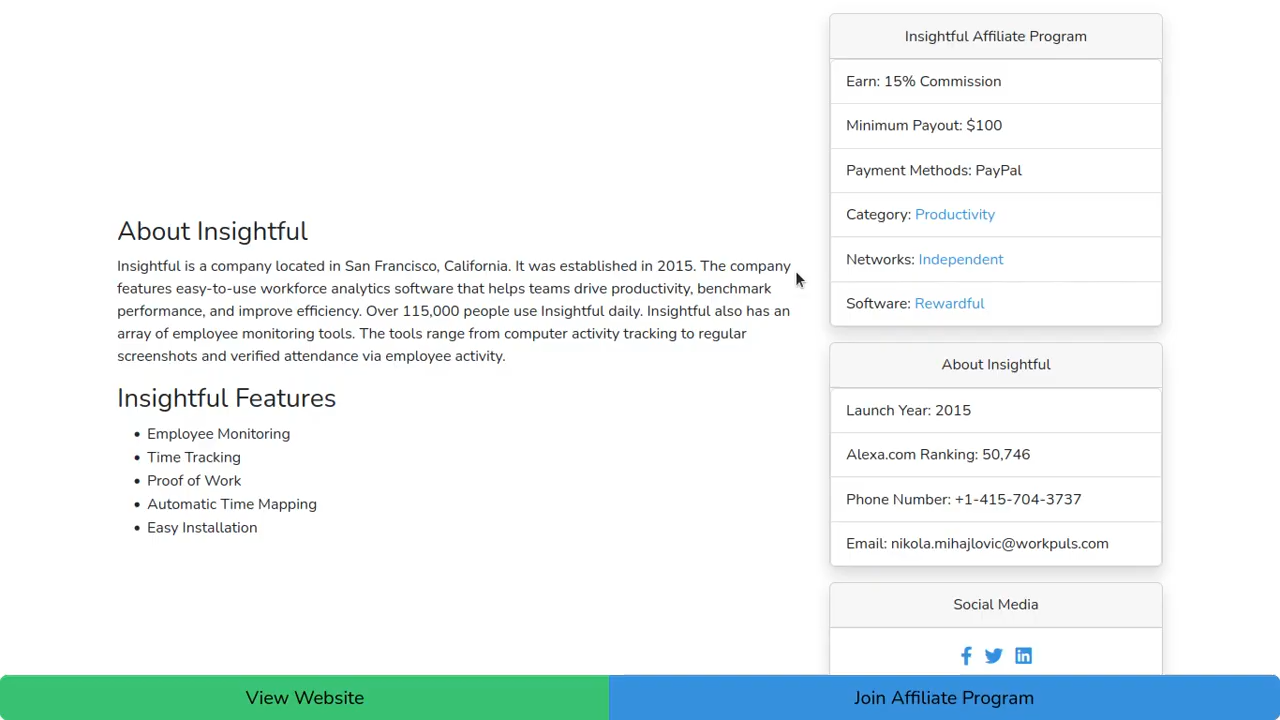 About Insightful
Insightful is a company located in San Francisco, California. It was established in 2015. The company
features easy-to-use workforce analytics software that helps teams drive productivity, benchmark
performance, and improve efficiency. Over 115,000 people use Insightful daily. Insightful also has an
array of employee monitoring tools. The tools range from computer activity tracking to regular
screenshots and verified attendance via employee activity.
Insightful Features
• Employee Monitoring
• Time Tracking
• Proof of Work
• Automatic Time Mapping
• Easy Installation
Insightful Affiliate Program
Earn: 15% Commission
Minimum Payout: $100
Payment Methods: PayPal
Category: Productivity
Networks: Independent
Software: Rewardful
About Insightful
Launch Year: 2015
Alexa.com Ranking: 50,746
Phone Number: +1-415-704-3737
Email: nikola.mihajlovic@workpuls.com
Social Media
View Website
Join Affiliate Program